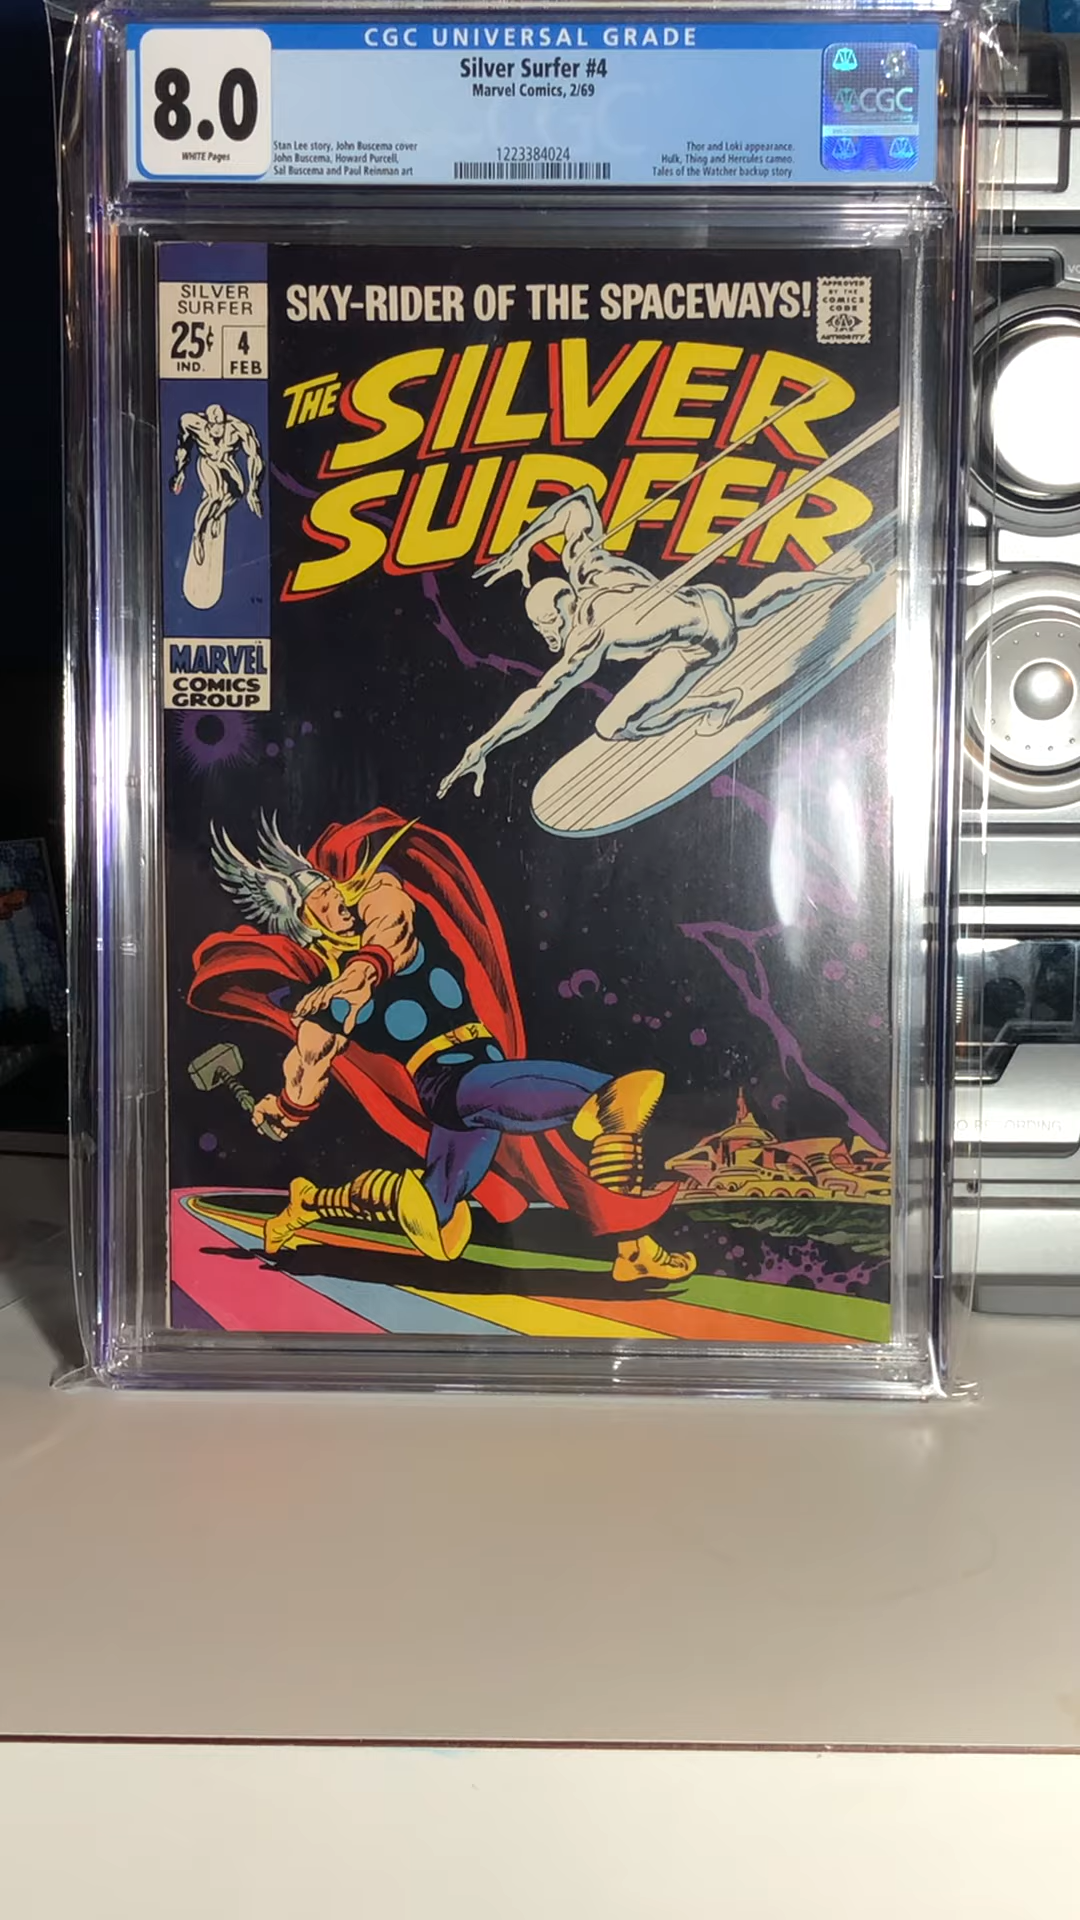 CGC UNIVERSAL GRADE
8.0
WHITE Pages
Silver Surfer #4
Marvel Comics, 2/69
Stan Lee story, John Buscema cover
John Buscema, Howard Purcell,
Sal Buscema and Paul Reinman art
1223384024
Thor and Loki appearance.
Hulk, Thing and Hercules cameo.
Tales of the Watcher backup story.
CGC
SILVER
SURFER
25¢
IND.
4
FEB
MARVEL
COMICS
GROUP
SKY-RIDER OF THE SPACEWAYS!
APPROVED
BY THE
COMICS
CODE
AUTHORITY
THE SILVER
SURFER